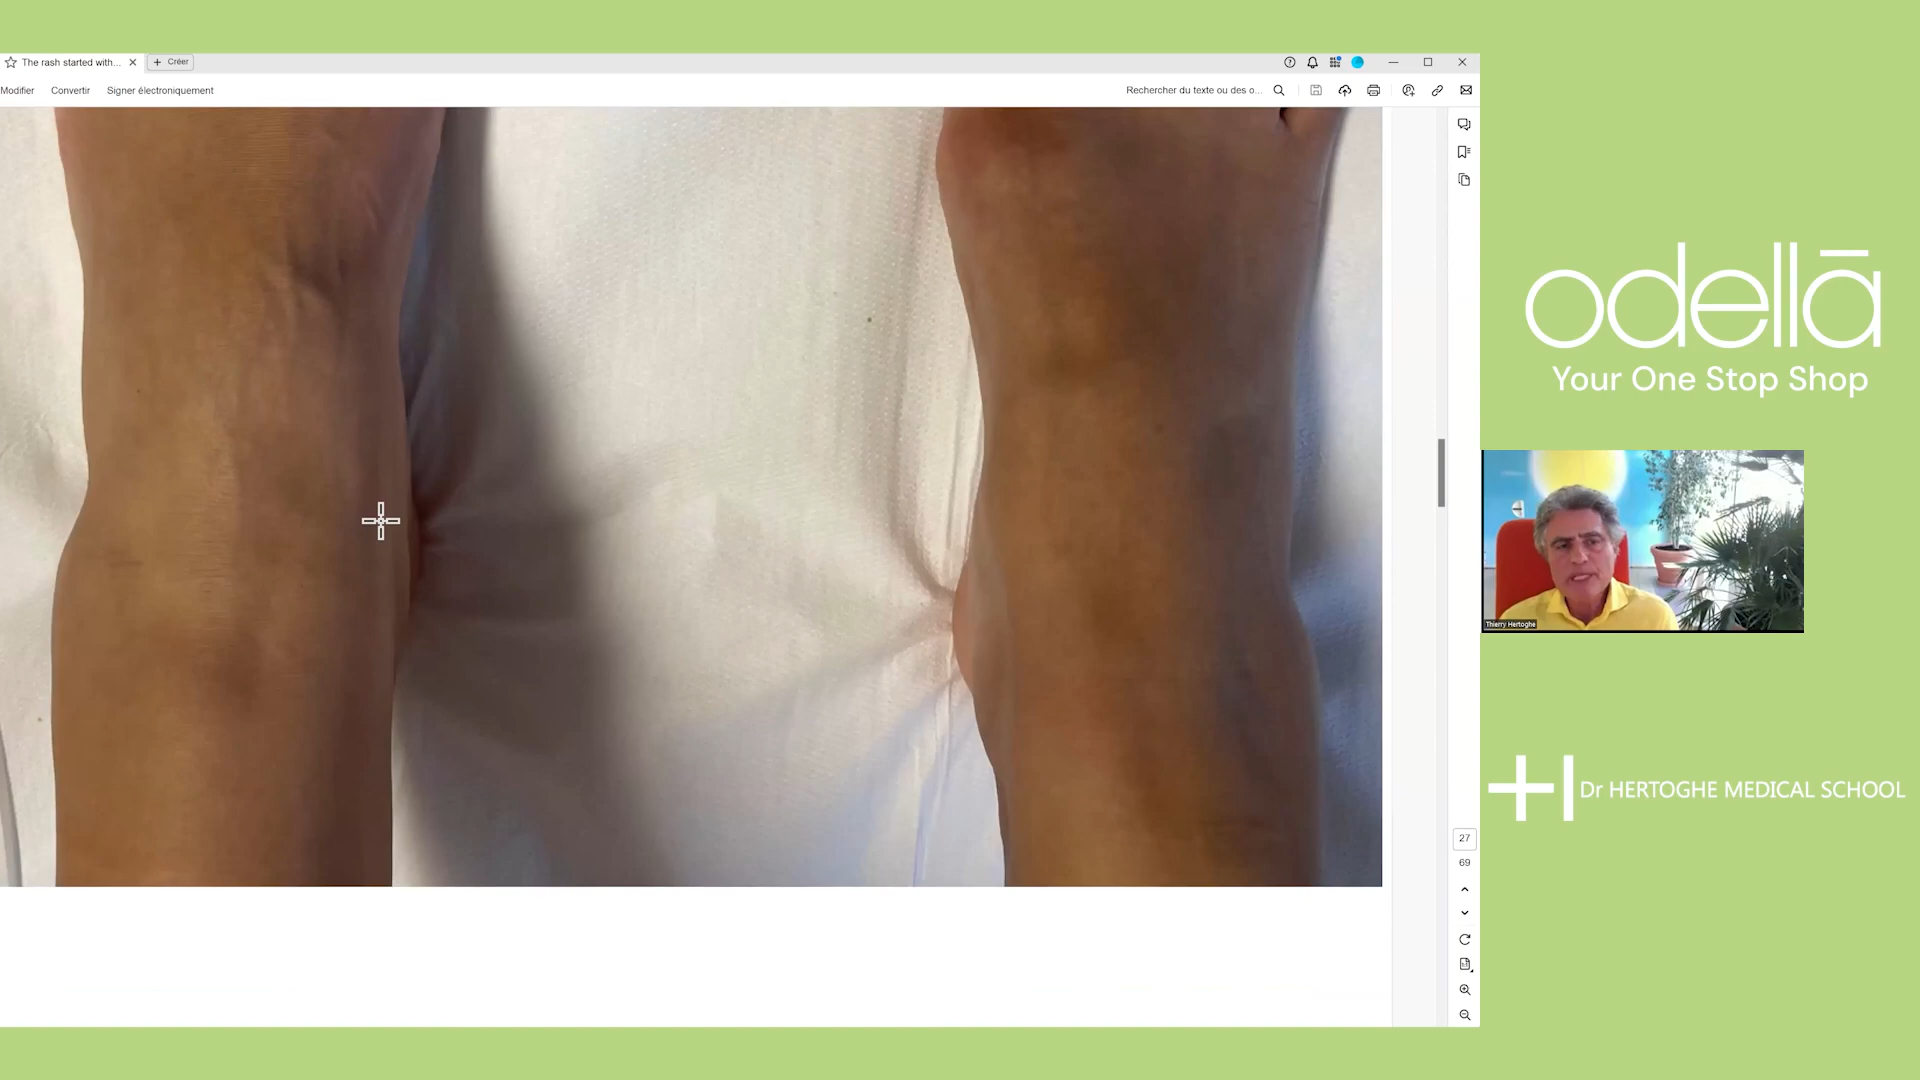 The rash started with...
Créer
Modifier
Convertir
Signer électroniquement
Rechercher du texte ou des o...
odellā
Your One Stop Shop
Thierry Hertoghe
Dr HERTOGHE MEDICAL SCHOOL
27
69